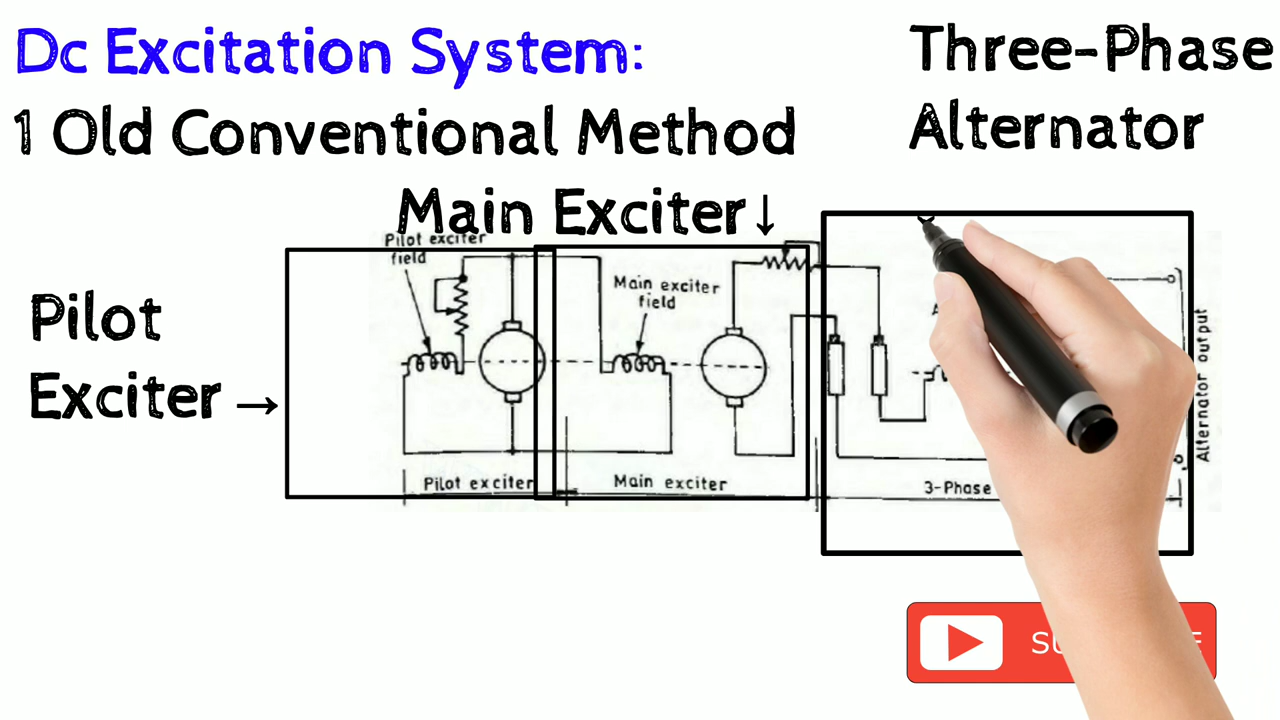 Dc Excitation System:
1 Old Conventional Method
Three-Phase
Alternator
Main Exciter↓
Pilot
Exciter →
Pilot exciter
field
Main exciter
field
Pilot exciter
Main exciter
3-Phase
Alternator output